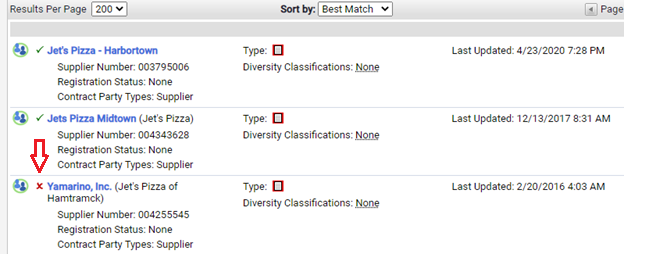 Results Per Page 200 Sort by: Best Match Page
Jet's Pizza - Harbortown Type: Last Updated: 4/23/2020 7:28 PM
Supplier Number: 003795006 Diversity Classifications: None
Registration Status: None
Contract Party Types: Supplier
Jets Pizza Midtown (Jet's Pizza) Type: Last Updated: 12/13/2017 8:31 AM
Supplier Number: 004343628 Diversity Classifications: None
Registration Status: None
Contract Party Types: Supplier
Yamarino, Inc. (Jet's Pizza of Type: Last Updated: 2/20/2016 4:03 AM
Hamtramck) Diversity Classifications: None
Supplier Number: 004255545
Registration Status: None
Contract Party Types: Supplier